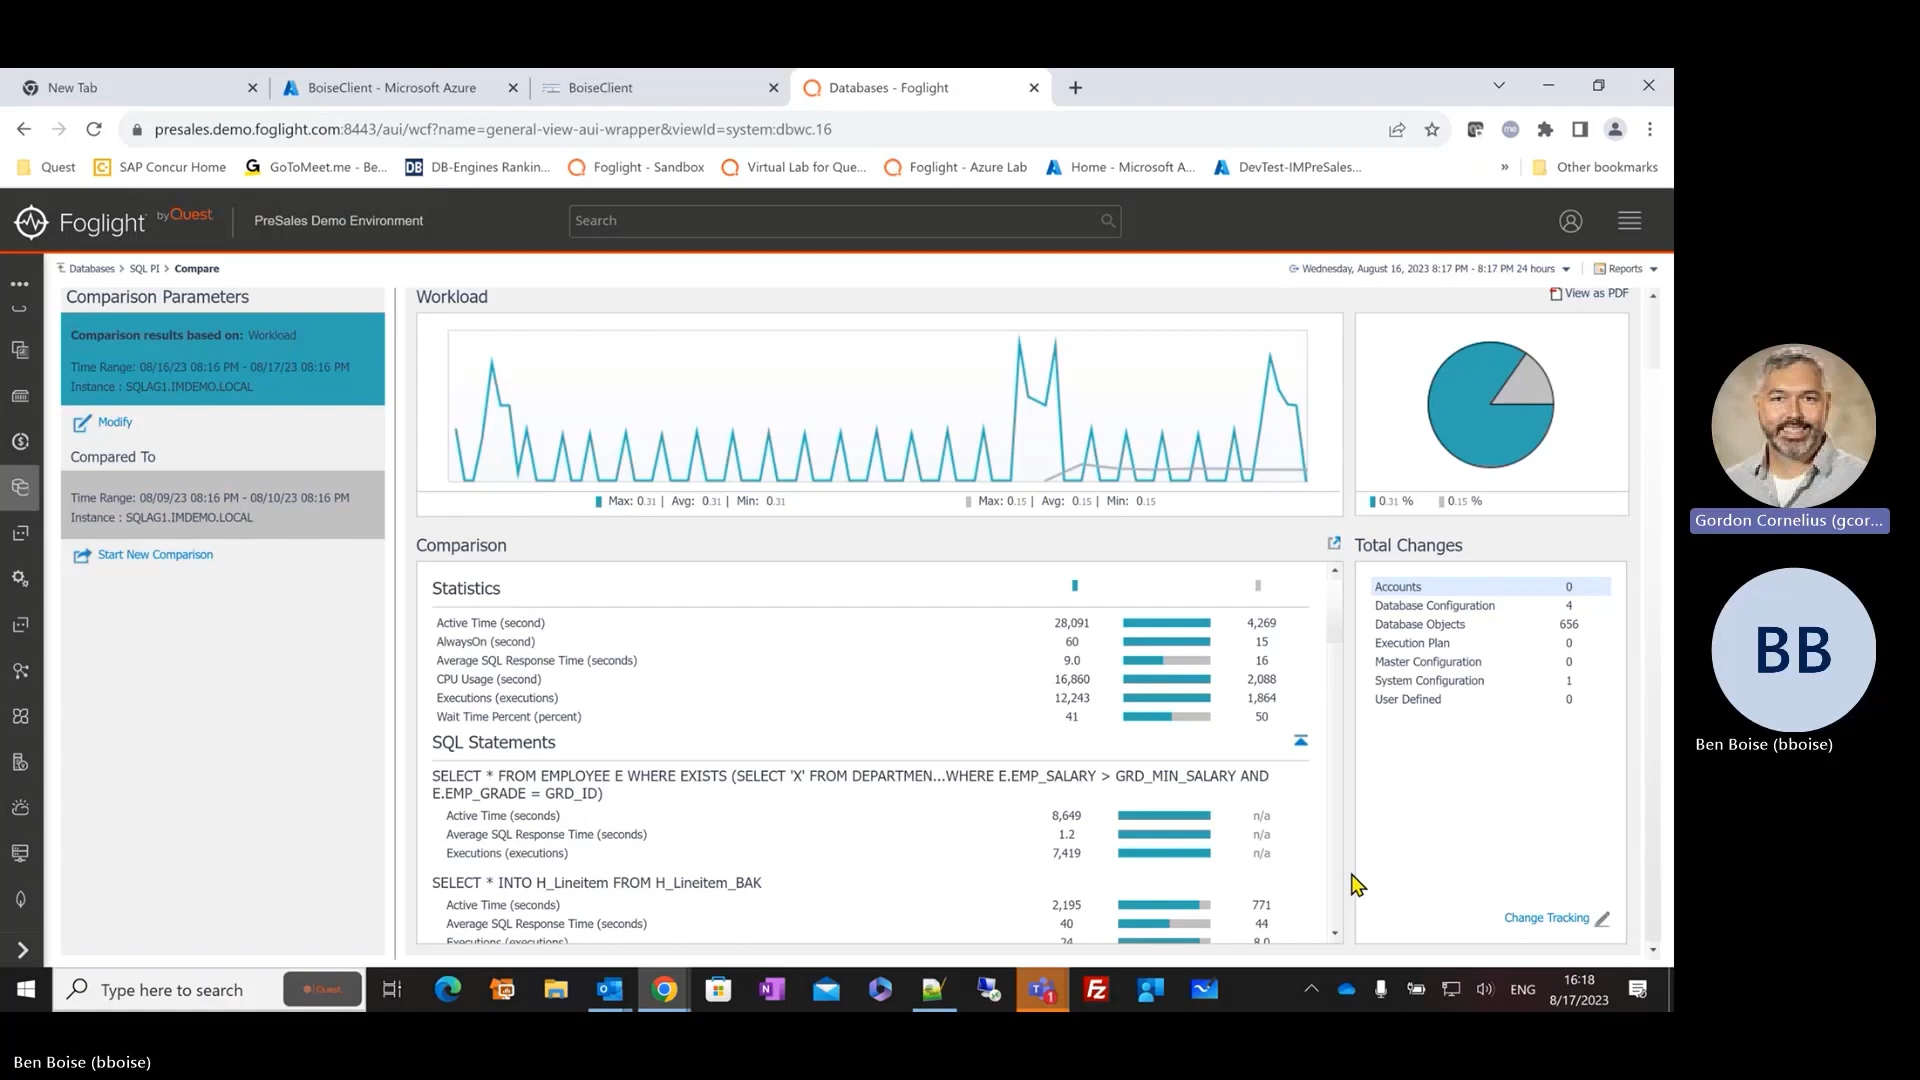 New Tab
BoiseClient - Microsoft Azure
BoiseClient
Databases - Foglight
presales.demo.foglight.com:8443/aui/wcf?name=general-view-aui-wrapper&viewId=system:dbwc.16
Quest
SAP Concur Home
GoToMeet.me - Be...
DB-Engines Rankin...
Foglight - Sandbox
Virtual Lab for Que...
Foglight - Azure Lab
Home - Microsoft A...
DevTest-IMPreSales...
»
Other bookmarks
Foglight by Quest
PreSales Demo Environment
Search
Databases > SQL PI > Compare
Wednesday, August 16, 2023 8:17 PM - 8:17 PM 24 hours
Reports
Comparison Parameters
Comparison results based on: Workload
Time Range: 08/16/23 08:16 PM - 08/17/23 08:16 PM
Instance : SQLAG1.IMDEMO.LOCAL
Modify
Compared To
Time Range: 08/09/23 08:16 PM - 08/10/23 08:16 PM
Instance : SQLAG1.IMDEMO.LOCAL
Start New Comparison
Workload
View as PDF
Max: 0.31 | Avg: 0.31 | Min: 0.31
Max: 0.15 | Avg: 0.15 | Min: 0.15
0.31 %
0.15 %
Comparison
Statistics
Active Time (second) 28,091 4,269
AlwaysOn (second) 60 15
Average SQL Response Time (seconds) 9.0 16
CPU Usage (second) 16,860 2,088
Executions (executions) 12,243 1,864
Wait Time Percent (percent) 41 50
SQL Statements
SELECT * FROM EMPLOYEE E WHERE EXISTS (SELECT 'X' FROM DEPARTMEN...WHERE E.EMP_SALARY > GRD_MIN_SALARY AND
E.EMP_GRADE = GRD_ID)
Active Time (seconds) 8,649 n/a
Average SQL Response Time (seconds) 1.2 n/a
Executions (executions) 7,419 n/a
SELECT * INTO H_Lineitem FROM H_Lineitem_BAK
Active Time (seconds) 2,195 771
Average SQL Response Time (seconds) 40 44
Executions (executions) 24 8.0
Total Changes
Accounts 0
Database Configuration 4
Database Objects 656
Execution Plan 0
Master Configuration 0
System Configuration 1
User Defined 0
Change Tracking
Type here to search
Quest
ENG
16:18
8/17/2023
Gordon Cornelius (gcor...
BB
Ben Boise (bboise)
Ben Boise (bboise)